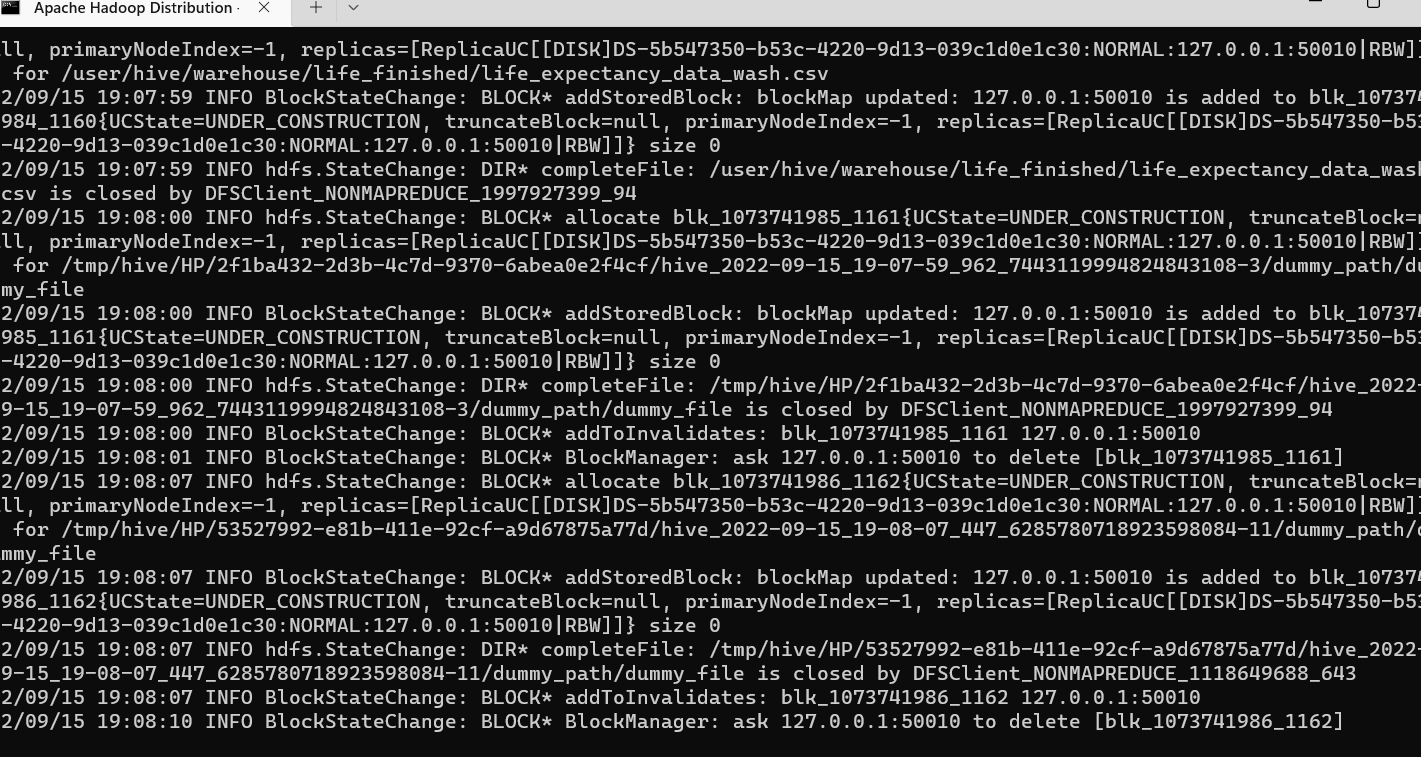 Apache Hadoop Distribution -
ll, primaryNodeIndex=-1, replicas=[ReplicaUC[[DISK]DS-5b547350-b53c-4220-9d13-039c1d0e1c30:NORMAL:127.0.0.1:50010|RBW]]
for /user/hive/warehouse/life_finished/life_expectancy_data_wash.csv
2/09/15 19:07:59 INFO BlockStateChange: BLOCK* addStoredBlock: blockMap updated: 127.0.0.1:50010 is added to blk_10737
984_1160{UCState=UNDER_CONSTRUCTION, truncateBlock=null, primaryNodeIndex=-1, replicas=[ReplicaUC[[DISK]DS-5b547350-b5
-4220-9d13-039c1d0e1c30:NORMAL:127.0.0.1:50010|RBW]]} size 0
2/09/15 19:07:59 INFO hdfs.StateChange: DIR* completeFile: /user/hive/warehouse/life_finished/life_expectancy_data_wash
csv is closed by DFSClient_NONMAPREDUCE_1997927399_94
2/09/15 19:08:00 INFO BlockStateChange: BLOCK* allocate blk_1073741985_1161{UCState=UNDER_CONSTRUCTION, truncateBlock=
ll, primaryNodeIndex=-1, replicas=[ReplicaUC[[DISK]DS-5b547350-b53c-4220-9d13-039c1d0e1c30:NORMAL:127.0.0.1:50010|RBW]]
for /tmp/hive/HP/2f1ba432-2d3b-4c7d-9370-6abea0e2f4cf/hive_2022-09-15_19-07-59_962_7443119994824843108-3/dummy_path/du
my_file
2/09/15 19:08:00 INFO BlockStateChange: BLOCK* addStoredBlock: blockMap updated: 127.0.0.1:50010 is added to blk_10737
985_1161{UCState=UNDER_CONSTRUCTION, truncateBlock=null, primaryNodeIndex=-1, replicas=[ReplicaUC[[DISK]DS-5b547350-b5
-4220-9d13-039c1d0e1c30:NORMAL:127.0.0.1:50010|RBW]]} size 0
2/09/15 19:08:00 INFO hdfs.StateChange: DIR* completeFile: /tmp/hive/HP/2f1ba432-2d3b-4c7d-9370-6abea0e2f4cf/hive_2022-
9-15_19-07-59_962_7443119994824843108-3/dummy_path/dummy_file is closed by DFSClient_NONMAPREDUCE_1997927399_94
2/09/15 19:08:00 INFO BlockStateChange: BLOCK* addToInvalidates: blk_1073741985_1161 127.0.0.1:50010
2/09/15 19:08:01 INFO BlockStateChange: BLOCK* BlockManager: ask 127.0.0.1:50010 to delete [blk_1073741985_1161]
2/09/15 19:08:07 INFO BlockStateChange: BLOCK* allocate blk_1073741986_1162{UCState=UNDER_CONSTRUCTION, truncateBlock=
ll, primaryNodeIndex=-1, replicas=[ReplicaUC[[DISK]DS-5b547350-b53c-4220-9d13-039c1d0e1c30:NORMAL:127.0.0.1:50010|RBW]]
for /tmp/hive/HP/53527992-e81b-411e-92cf-a9d67875a77d/hive_2022-09-15_19-08-07_447_6285780718923598084-11/dummy_path/d
mmy_file
2/09/15 19:08:07 INFO BlockStateChange: BLOCK* addStoredBlock: blockMap updated: 127.0.0.1:50010 is added to blk_10737
986_1162{UCState=UNDER_CONSTRUCTION, truncateBlock=null, primaryNodeIndex=-1, replicas=[ReplicaUC[[DISK]DS-5b547350-b5
-4220-9d13-039c1d0e1c30:NORMAL:127.0.0.1:50010|RBW]]} size 0
2/09/15 19:08:07 INFO hdfs.StateChange: DIR* completeFile: /tmp/hive/HP/53527992-e81b-411e-92cf-a9d67875a77d/hive_2022-
9-15_19-08-07_447_6285780718923598084-11/dummy_path/dummy_file is closed by DFSClient_NONMAPREDUCE_1118649688_643
2/09/15 19:08:07 INFO BlockStateChange: BLOCK* addToInvalidates: blk_1073741986_1162 127.0.0.1:50010
2/09/15 19:08:10 INFO BlockStateChange: BLOCK* BlockManager: ask 127.0.0.1:50010 to delete [blk_1073741986_1162]